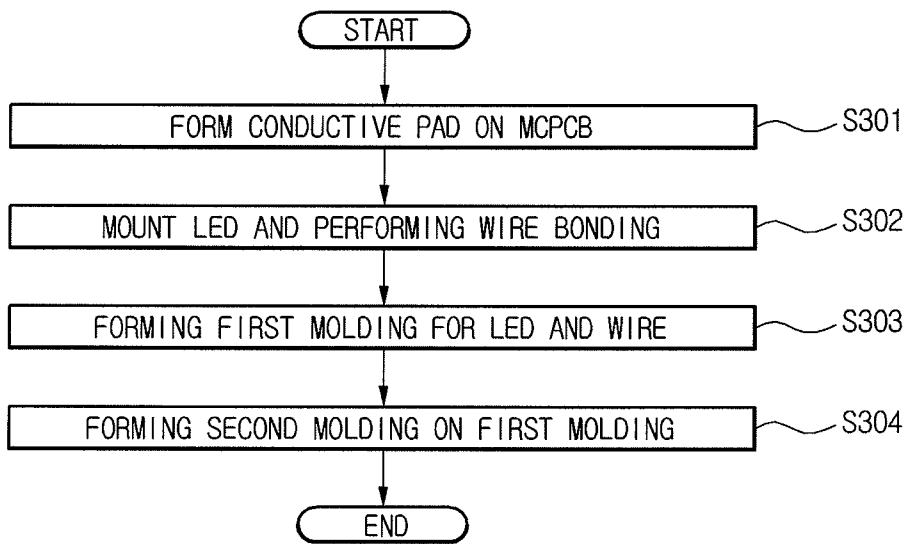 START
FORM CONDUCTIVE PAD ON MCPCB
S301
MOUNT LED AND PERFORMING WIRE BONDING
S302
FORMING FIRST MOLDING FOR LED AND WIRE
S303
FORMING SECOND MOLDING ON FIRST MOLDING
S304
END